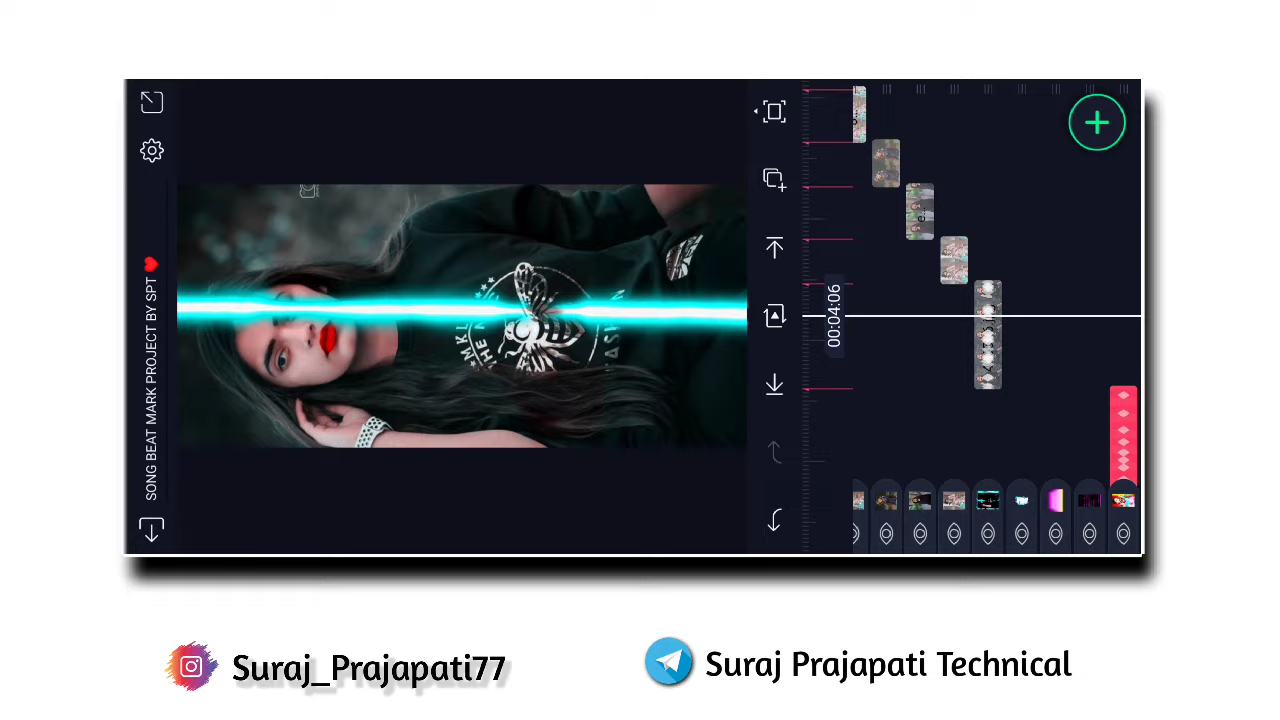 SONG BEAT MARK PROJECT BY SPT ❤
00:04:06
Suraj_Prajapati77
Suraj Prajapati Technical